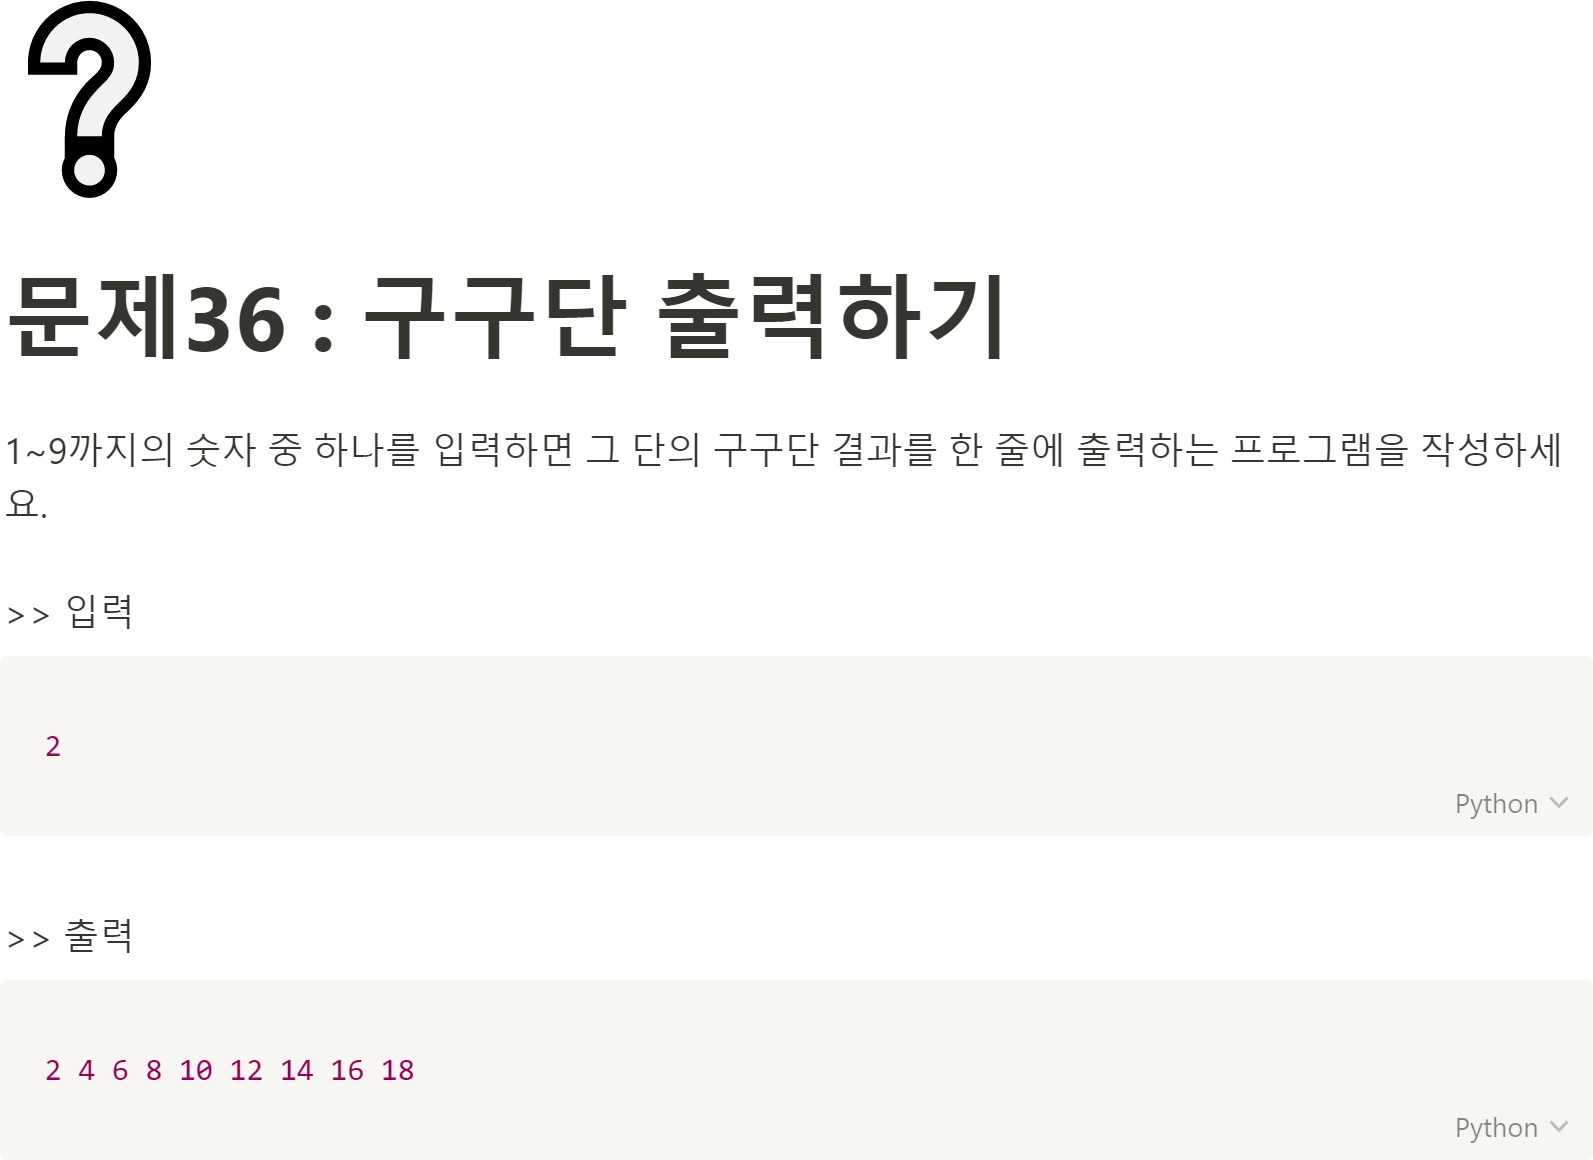 문제36 : 구구단 출력하기
1~9까지의 숫자 중 하나를 입력하면 그 단의 구구단 결과를 한 줄에 출력하는 프로그램을 작성하세
요.
>> 입력
2
Python
>> 출력
2 4 6 8 10 12 14 16 18
Python